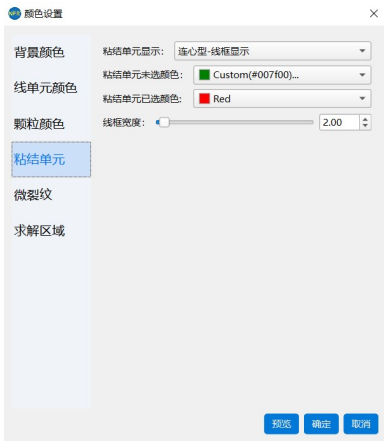 颜色设置
背景颜色
线单元颜色
颗粒颜色
粘结单元
微裂纹
求解区域
粘结单元显示: 连心型-线框显示
粘结单元未选颜色: Custom(#007f00)...
粘结单元已选颜色: Red
线框宽度: 2.00
预览 确定 取消